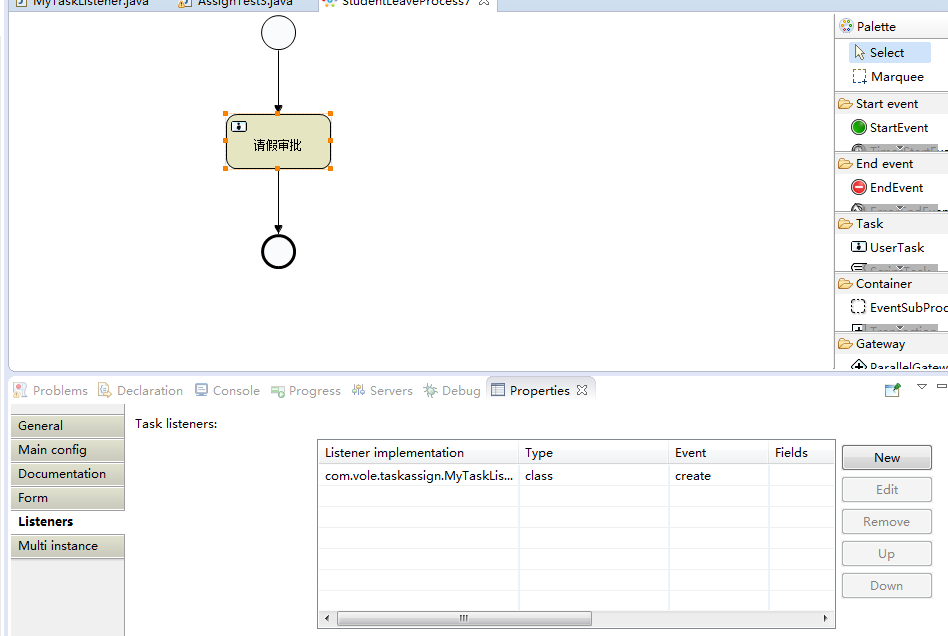 MyTaskListener.java
AssignTest3.java
StudentLeaveProcess7
请假审批
Palette
Select
Marquee
Start event
StartEvent
End event
EndEvent
Task
UserTask
Container
EventSubProc
Gateway
ParallelGatew
Problems
Declaration
Console
Progress
Servers
Debug
Properties
General
Main config
Documentation
Form
Listeners
Multi instance
Task listeners:
Listener implementation
Type
Event
Fields
com.vole.taskassign.MyTaskLis...
class
create
New
Edit
Remove
Up
Down